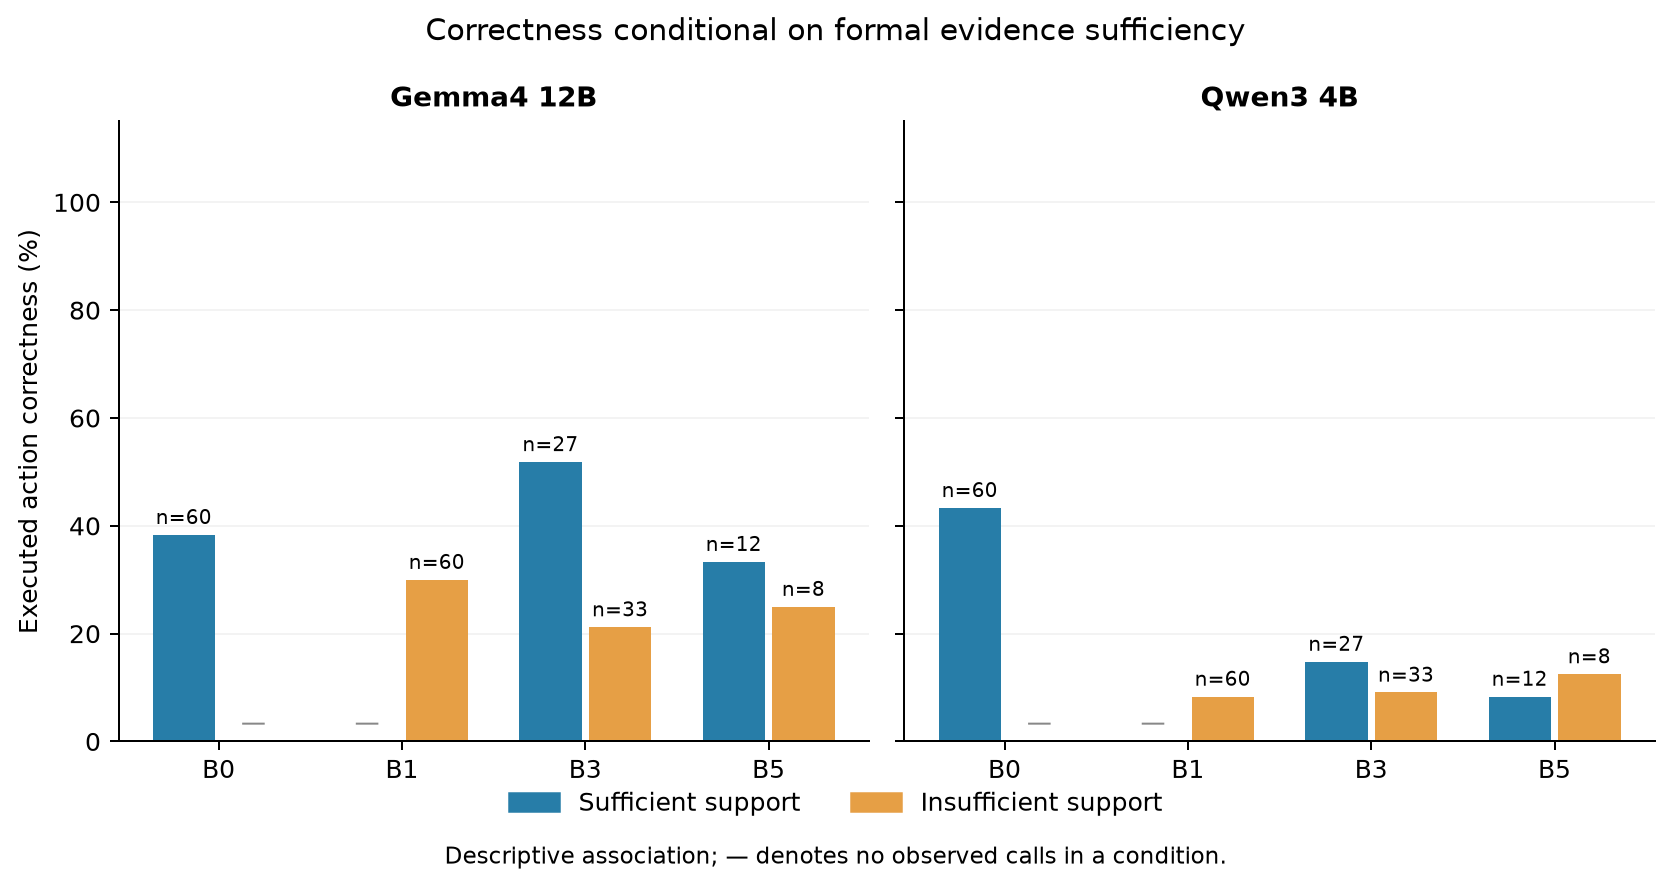 Correctness conditional on formal evidence sufficiency
Gemma4 12B
Qwen3 4B
Executed action correctness (%)
100
80
60
40
20
0
n=60
—
—
n=60
n=27
n=33
n=12
n=8
B0 B1 B3 B5
n=60
—
—
n=60
n=27
n=33
n=12
n=8
B0 B1 B3 B5
Sufficient support Insufficient support
Descriptive association; — denotes no observed calls in a condition.